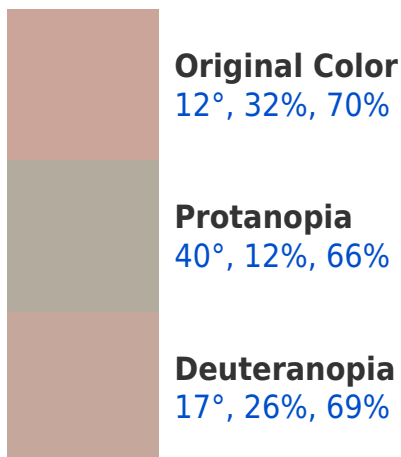 Original Color
12°, 32%, 70%
Protanopia
40°, 12%, 66%
Deuteranopia
17°, 26%, 69%